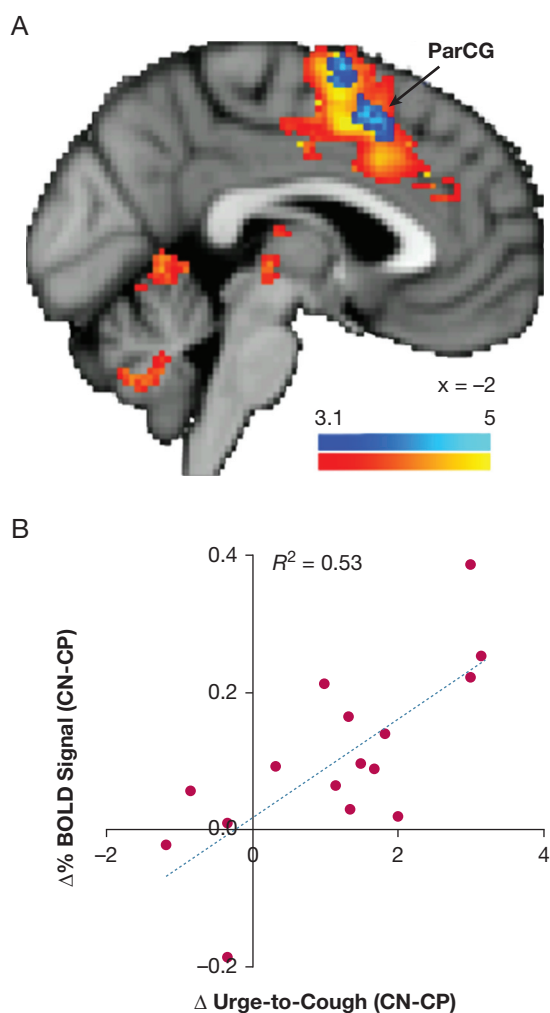 A
ParCG
x = –2
3.1 5
B
0.4
R² = 0.53
0.2
0.0
–2 0 2 4
–0.2
Δ% BOLD Signal (CN-CP)
Δ Urge-to-Cough (CN-CP)